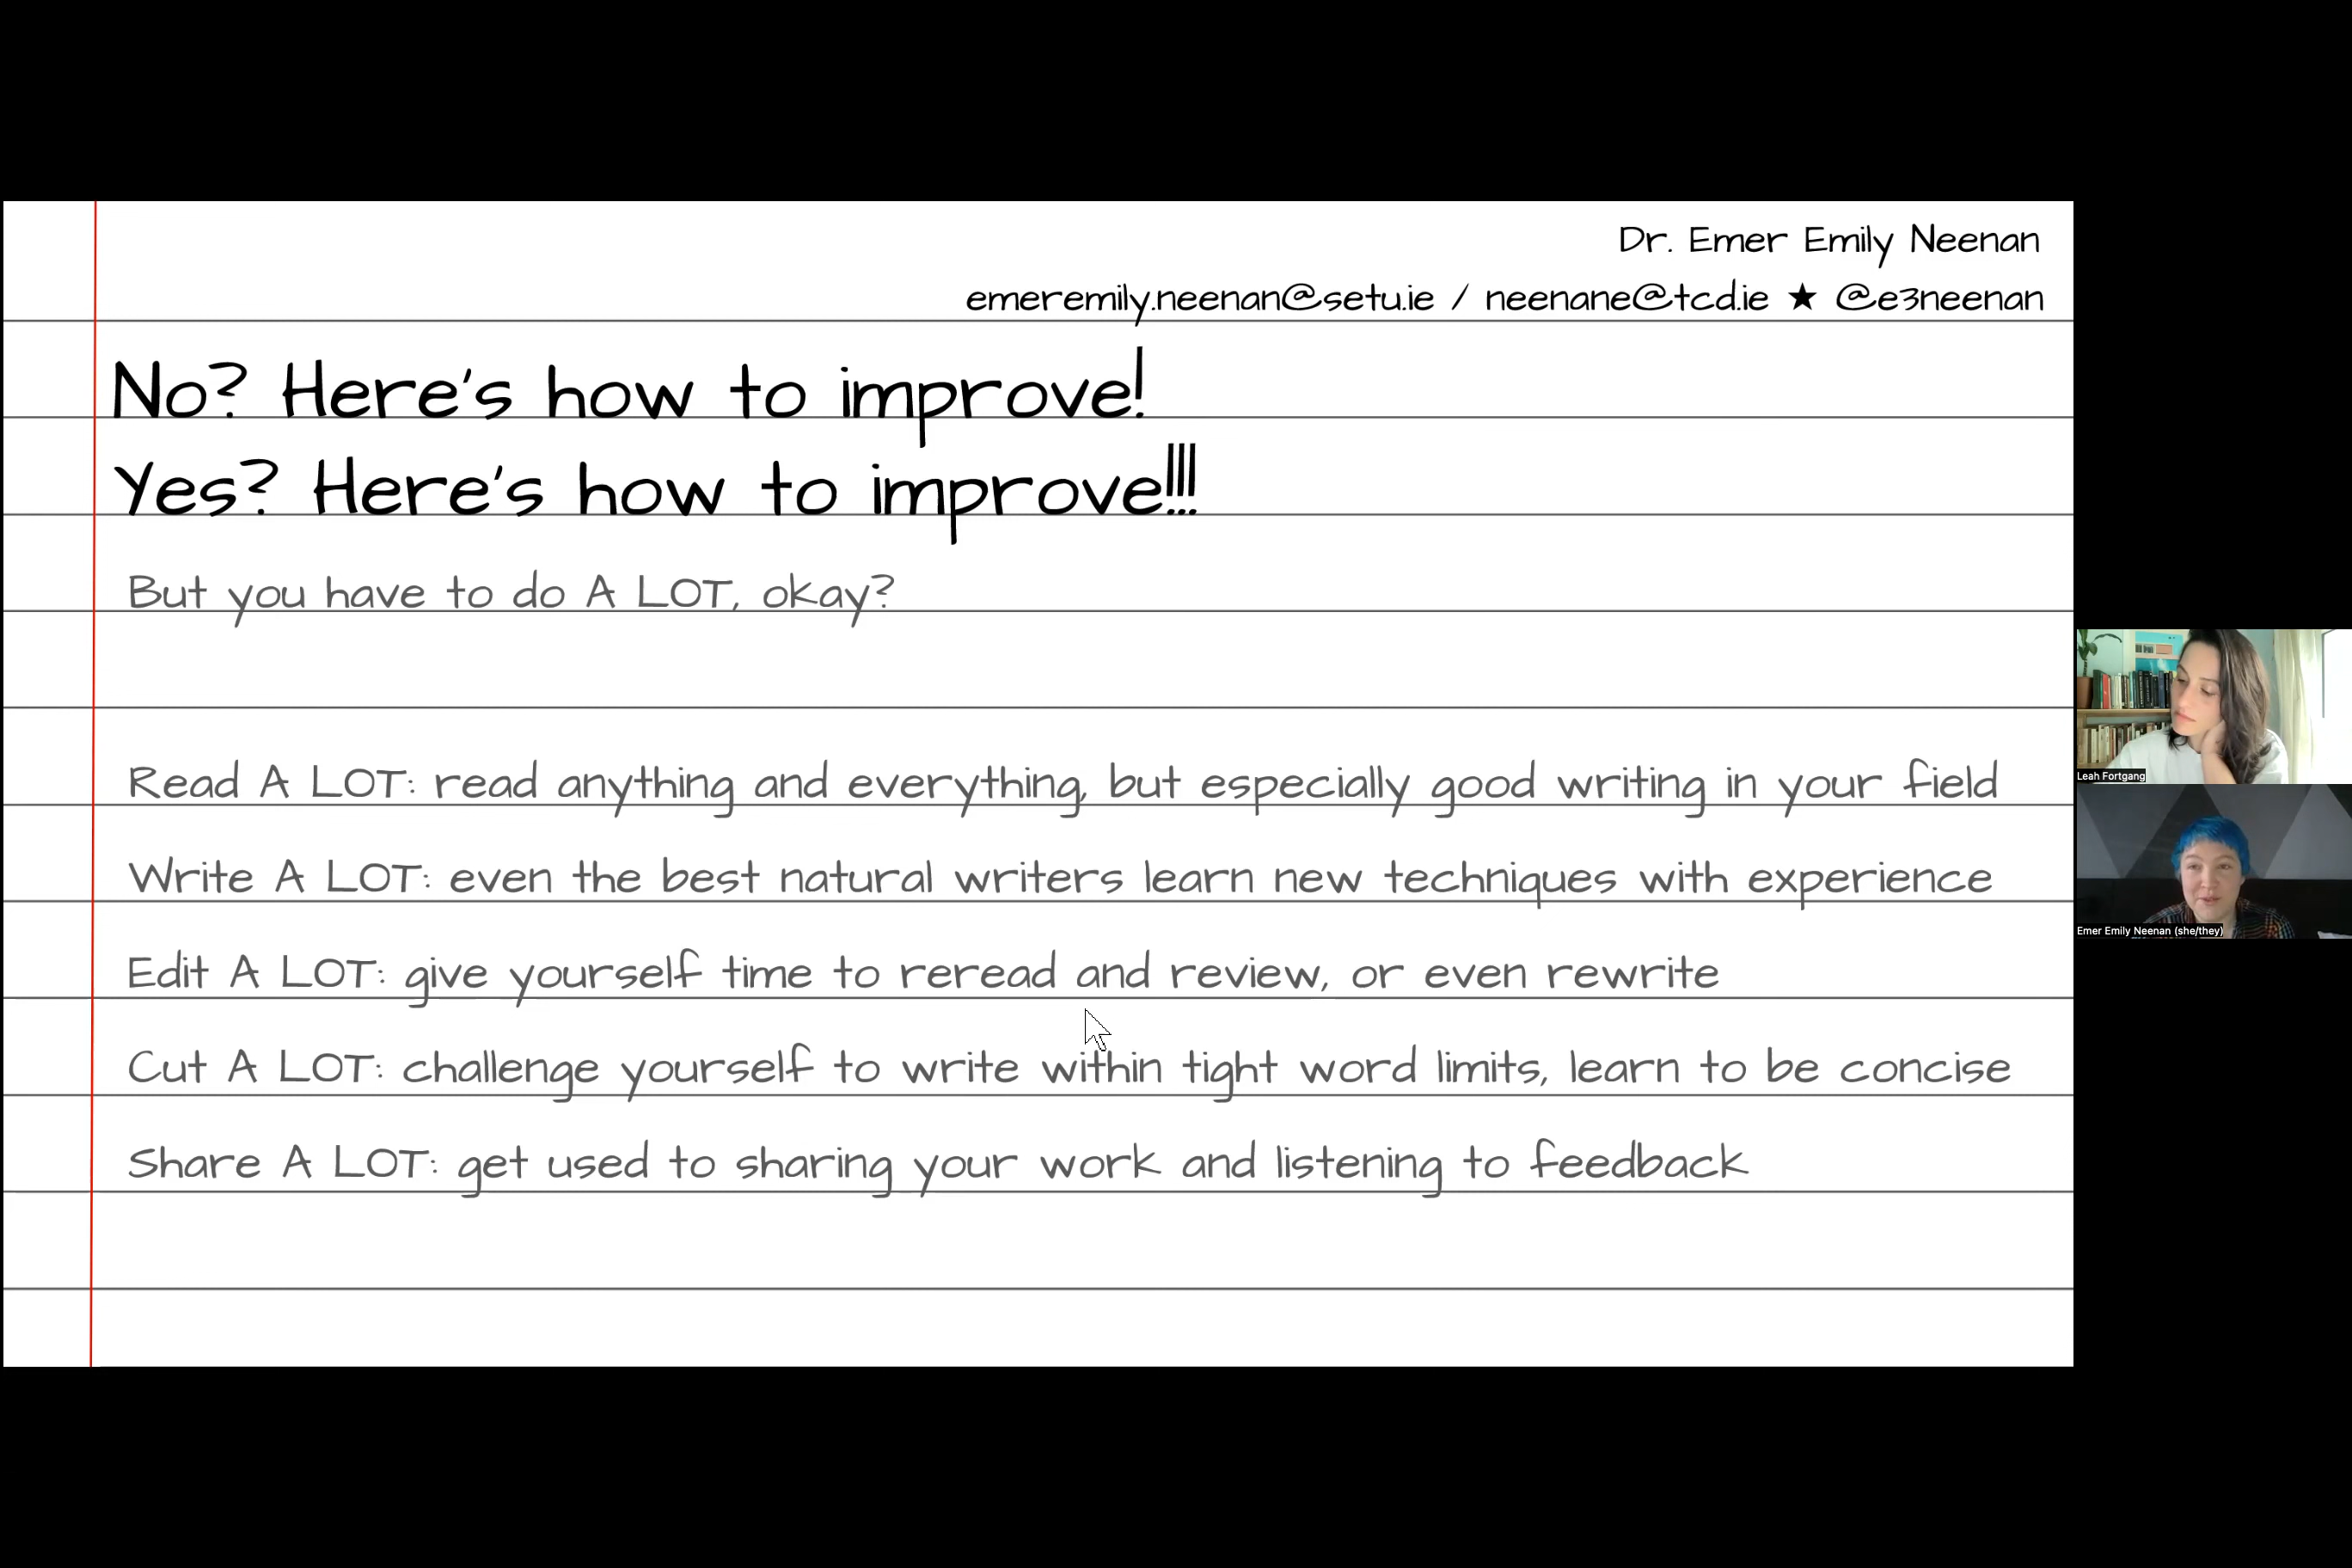 Dr. Emer Emily Neenan
emeremily.neenan@setu.ie / neenane@tcd.ie ★ @e3neenan
No? Here's how to improve!
Yes? Here's how to improve!!!
But you have to do A LOT, okay?
Read A LOT: read anything and everything, but especially good writing in your field
Write A LOT: even the best natural writers learn new techniques with experience
Edit A LOT: give yourself time to reread and review, or even rewrite
Cut A LOT: challenge yourself to write within tight word limits, learn to be concise
Share A LOT: get used to sharing your work and listening to feedback
Leah Fortgang
Emer Emily Neenan (she/they)